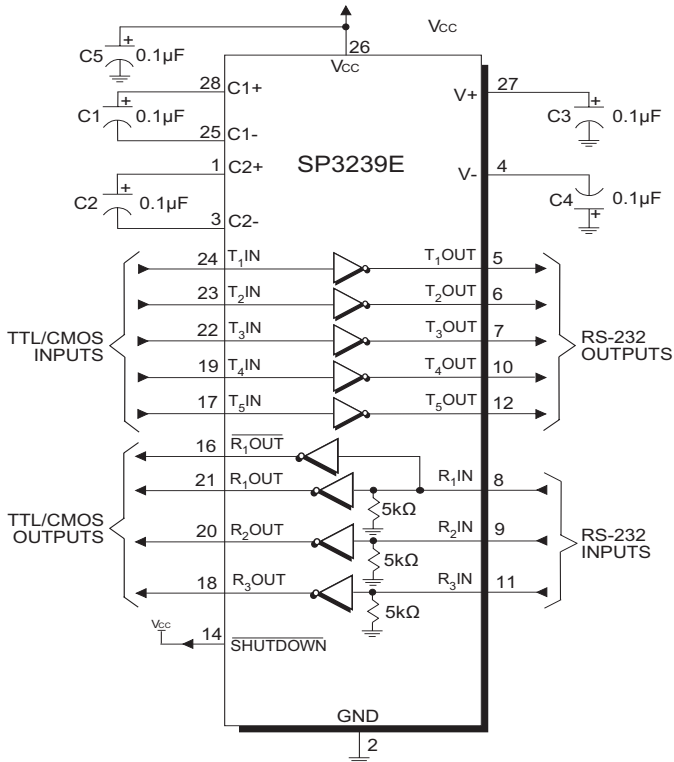 VCC
C5 + 0.1µF
26
VCC
28 C1+
C1 + 0.1µF
25 C1-
1 C2+
C2 + 0.1µF
3 C2-
SP3239E
V+ 27
C3 + 0.1µF
V- 4
C4 + 0.1µF
TTL/CMOS
INPUTS
24 T1IN T1OUT 5
23 T2IN T2OUT 6
22 T3IN T3OUT 7
19 T4IN T4OUT 10
17 T5IN T5OUT 12
RS-232
OUTPUTS
TTL/CMOS
OUTPUTS
16 R1OUT
21 R1OUT R1IN 8
5kΩ
20 R2OUT R2IN 9
5kΩ
18 R3OUT R3IN 11
5kΩ
RS-232
INPUTS
Vcc
14 SHUTDOWN
GND
2